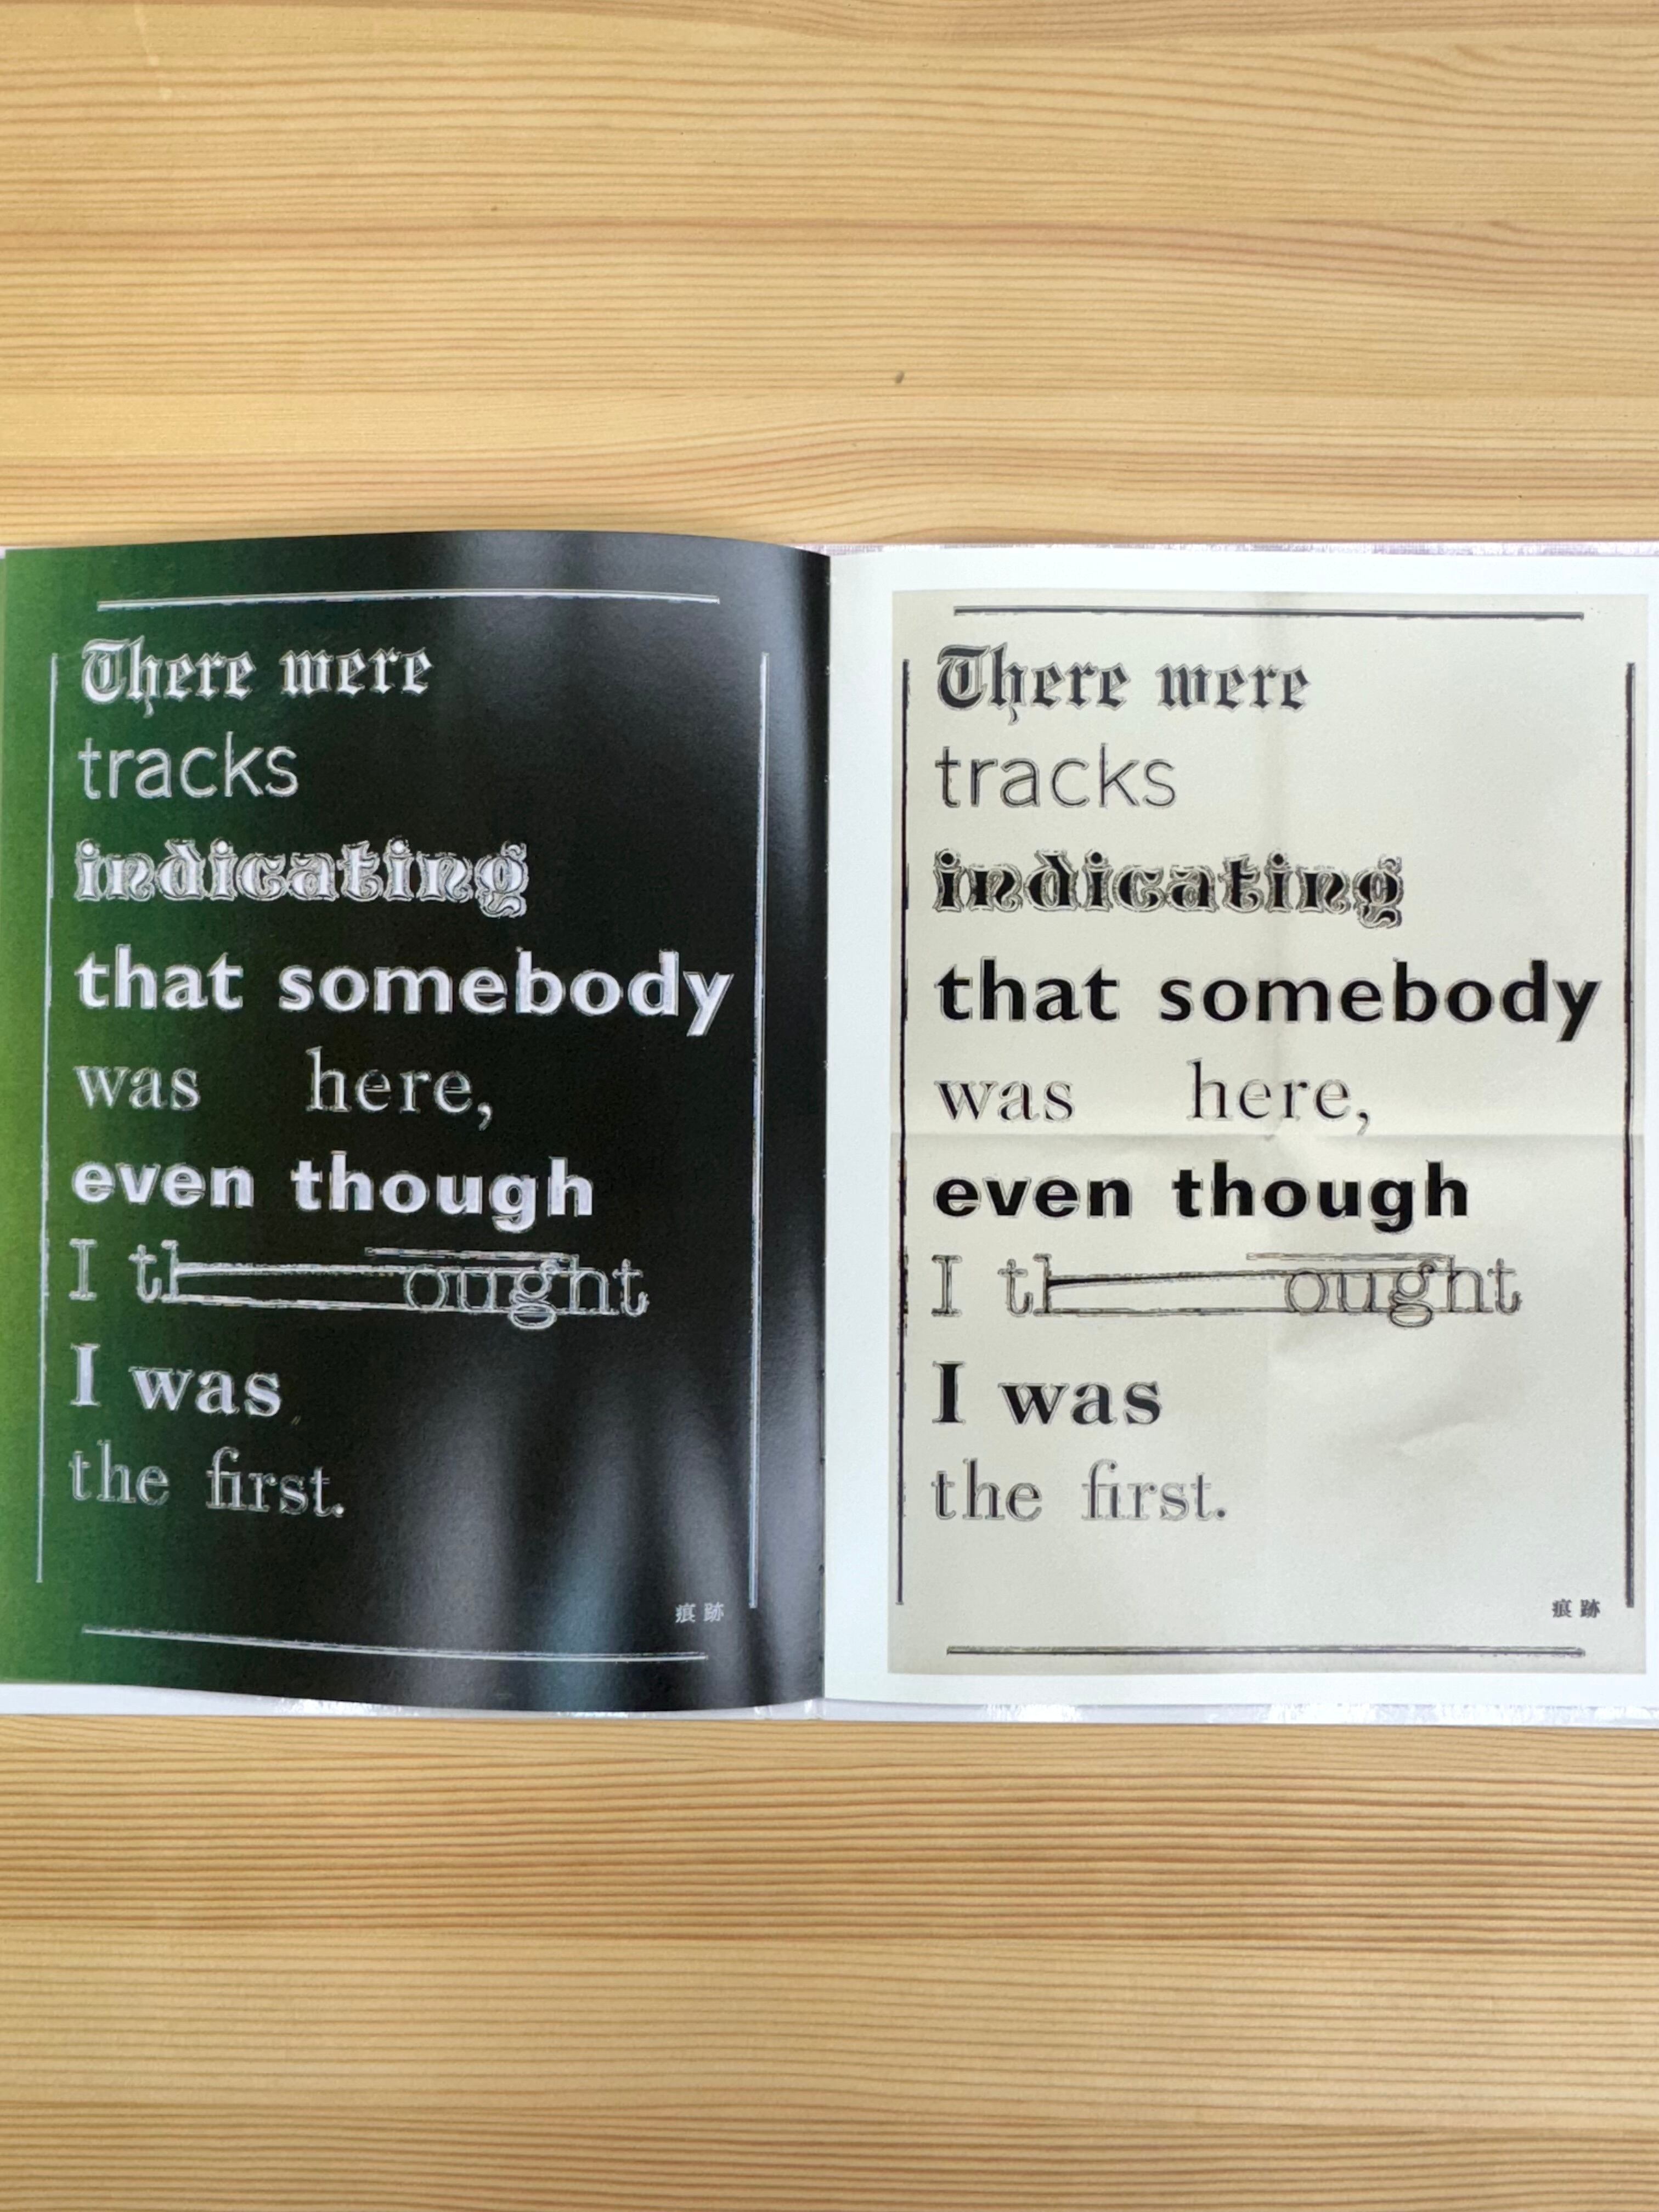 There were
tracks
indicating
that somebody
was here,
even though
I thought
I was
the first.
痕跡
There were
tracks
indicating
that somebody
was here,
even though
I thought
I was
the first.
痕跡